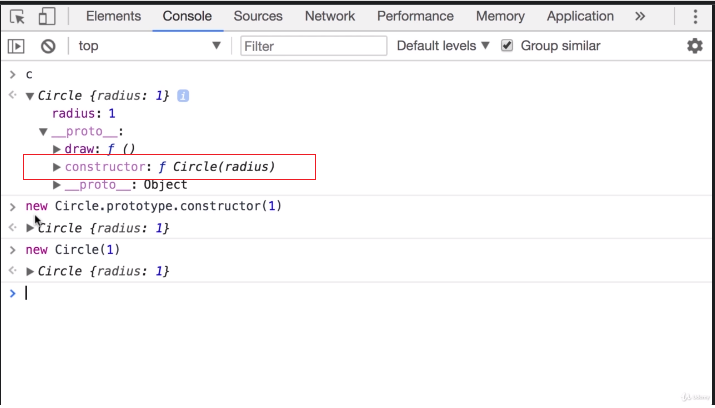 Elements Console Sources Network Performance Memory Application »
top ▼ Filter Default levels ▼ Group similar
> c
▼ Circle {radius: 1} i
radius: 1
▼ __proto__:
▶ draw: ƒ ()
▶ constructor: ƒ Circle(radius)
▶ __proto__: Object
> new Circle.prototype.constructor(1)
▶ Circle {radius: 1}
> new Circle(1)
▶ Circle {radius: 1}
>
Udemy